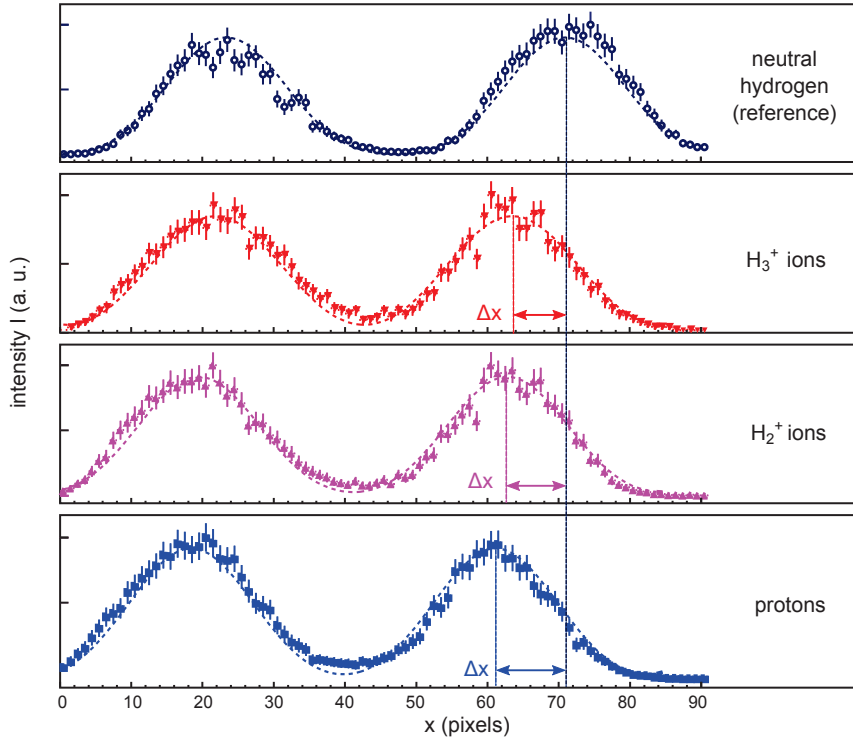 neutral
hydrogen
(reference)
H₃⁺ ions
Δx
H₂⁺ ions
Δx
protons
Δx
intensity I (a. u.)
0 10 20 30 40 50 60 70 80 90
x (pixels)